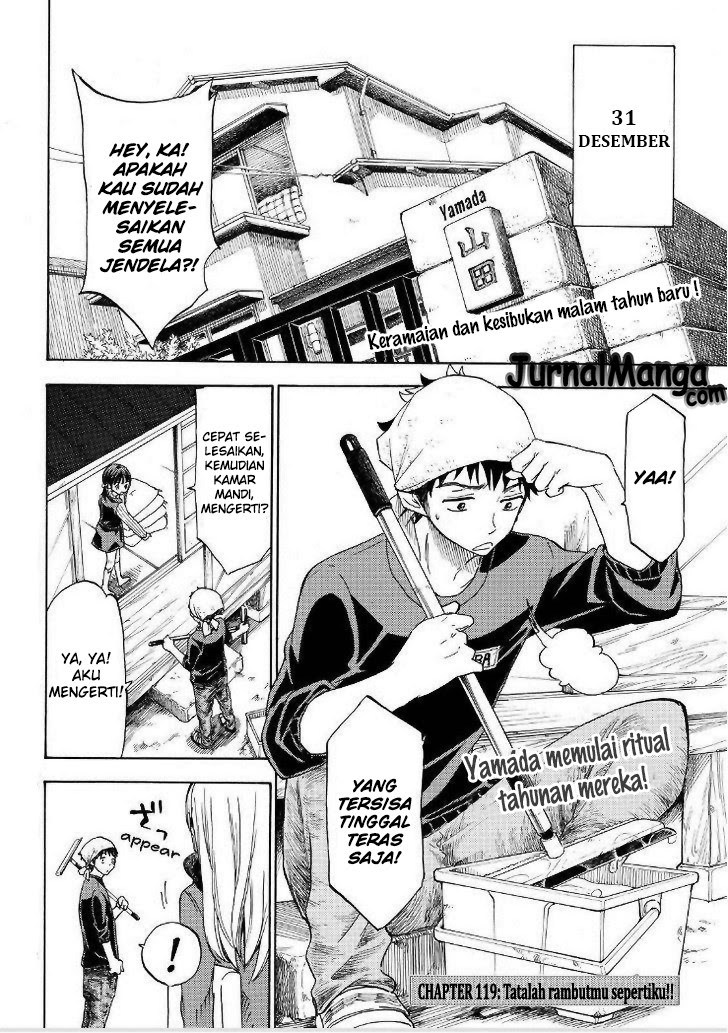 31
DESEMBER
HEY, KA!
APAKAH
KAU SUDAH
MENYELE-
SAIKAN
SEMUA
JENDELA?!
Yamada
山田
Keramaian dan kesibukan malam tahun baru !
JurnalManga
com
YAA!
CEPAT SE-
LESAIKAN,
KEMUDIAN
KAMAR
MANDI,
MENGERTI?
YA, YA!
AKU
MENGERTI!
Yamada memulai ritual
tahunan mereka!
YANG
TERSISA
TINGGAL
TERAS
SAJA!
ざっ
appear
!
CHAPTER 119: Tatalah rambutmu sepertiku!!